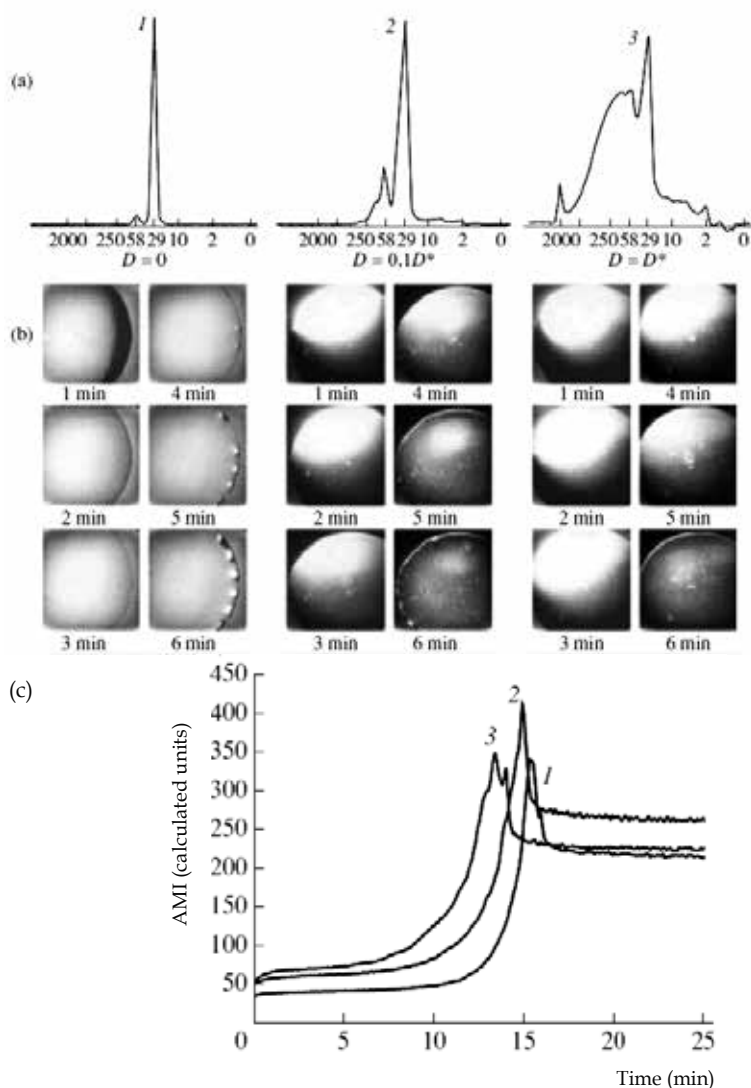 1 2 3
(a)
2000 250 58 29 10 2 0 2000 250 58 29 10 2 0 2000 250 58 29 10 2 0
D = 0 D = 0.1D* D = D*
(b)
1 min 4 min 1 min 4 min 1 min 4 min
2 min 5 min 2 min 5 min 2 min 5 min
3 min 6 min 3 min 6 min 3 min 6 min
(c)
450
400
350
300
250
200
150
100
50
0
AMI (calculated units)
2
3
1
5 10 15 20 25
Time (min)